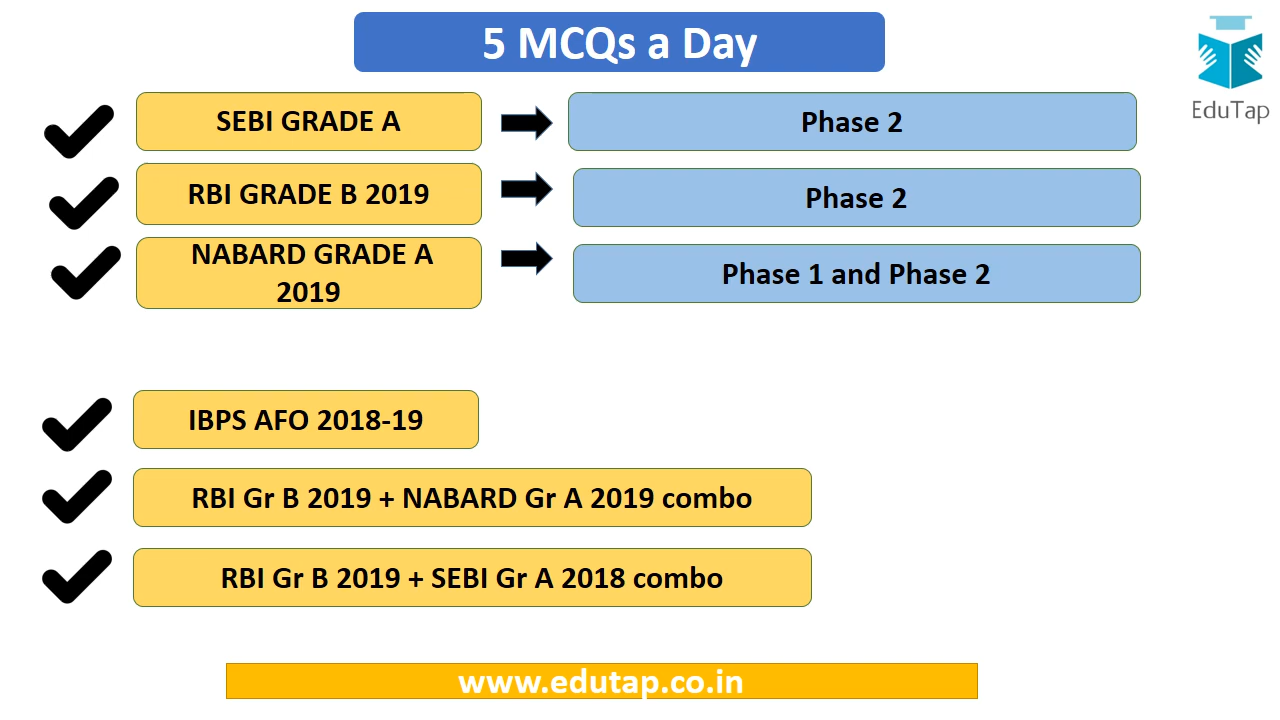 5 MCQs a Day
EduTap
SEBI GRADE A
Phase 2
RBI GRADE B 2019
Phase 2
NABARD GRADE A
2019
Phase 1 and Phase 2
IBPS AFO 2018-19
RBI Gr B 2019 + NABARD Gr A 2019 combo
RBI Gr B 2019 + SEBI Gr A 2018 combo
www.edutap.co.in